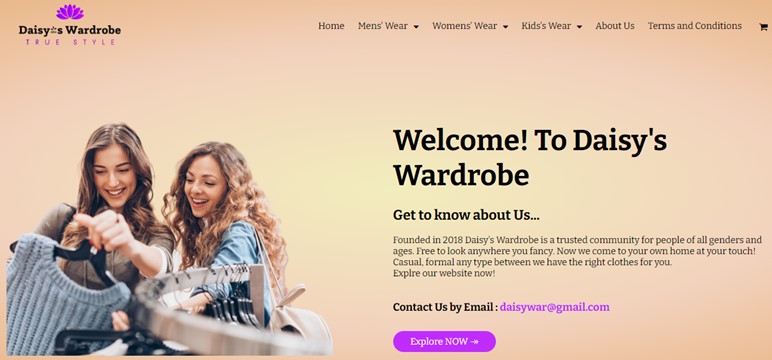 Daisy's Wardrobe
TRUE STYLE
Home Mens' Wear Womens' Wear Kids's Wear About Us Terms and Conditions
Welcome! To Daisy's
Wardrobe
Get to know about Us...
Founded in 2018 Daisy's Wardrobe is a trusted community for people of all genders and
ages. Free to look anywhere you fancy. Now we come to your own home at your touch!
Casual, formal any type between we have the right clothes for you.
Explre our website now!
Contact Us by Email : daisywar@gmail.com
Explore NOW ↠